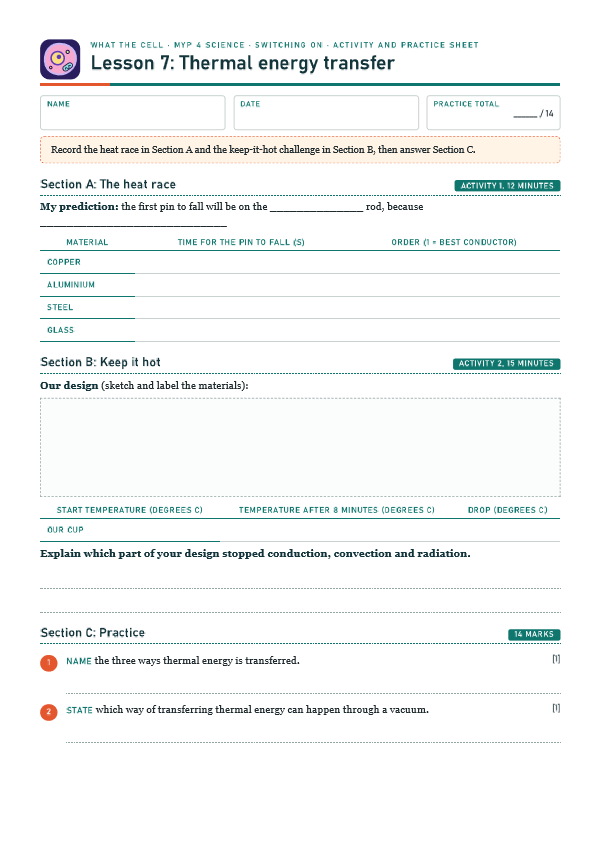 WHAT THE CELL · MYP 4 SCIENCE · SWITCHING ON · ACTIVITY AND PRACTICE SHEET
Lesson 7: Thermal energy transfer
NAME
DATE
PRACTICE TOTAL
_____ / 14
Record the heat race in Section A and the keep-it-hot challenge in Section B, then answer Section C.
Section A: The heat race
ACTIVITY 1, 12 MINUTES
My prediction: the first pin to fall will be on the ________________ rod, because
________________________________
MATERIAL TIME FOR THE PIN TO FALL (S) ORDER (1 = BEST CONDUCTOR)
COPPER
ALUMINIUM
STEEL
GLASS
Section B: Keep it hot
ACTIVITY 2, 15 MINUTES
Our design (sketch and label the materials):
START TEMPERATURE (DEGREES C) TEMPERATURE AFTER 8 MINUTES (DEGREES C) DROP (DEGREES C)
OUR CUP
Explain which part of your design stopped conduction, convection and radiation.
Section C: Practice
14 MARKS
1 NAME the three ways thermal energy is transferred. [1]
2 STATE which way of transferring thermal energy can happen through a vacuum. [1]